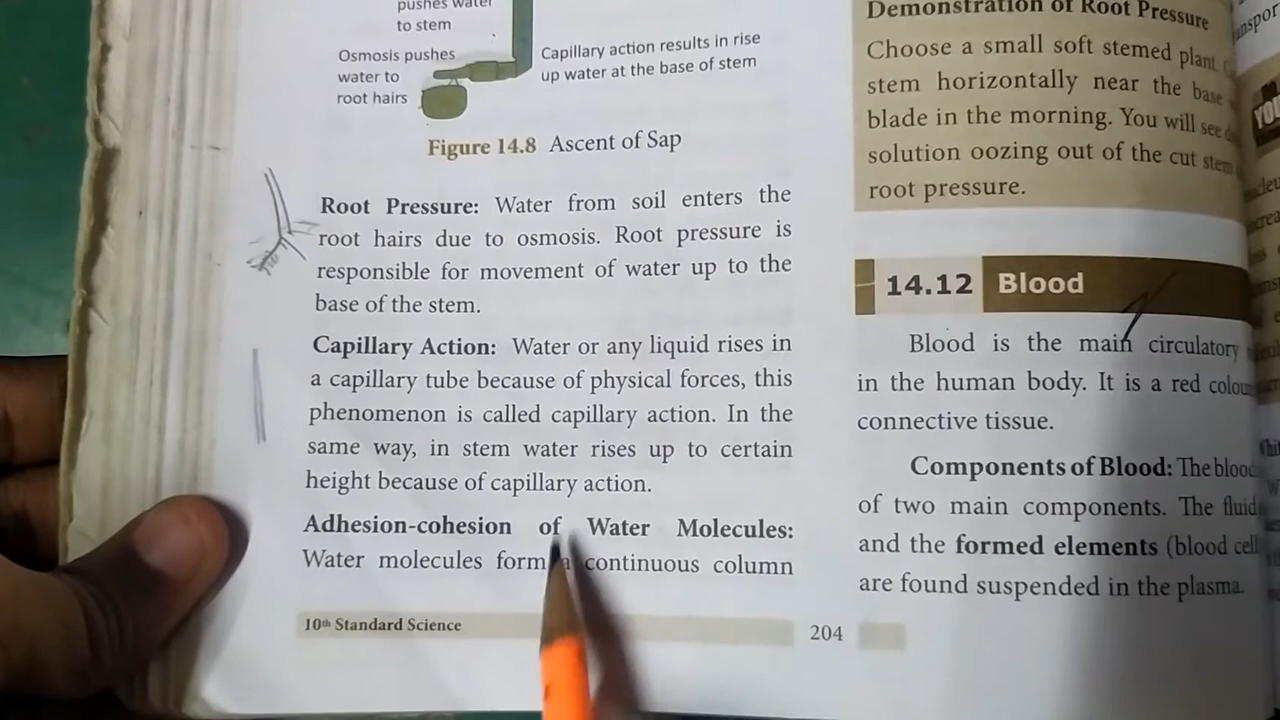 pushes water
to stem
Osmosis pushes
water to
root hairs
Capillary action results in rise
up water at the base of stem
Figure 14.8 Ascent of Sap
Root Pressure: Water from soil enters the
root hairs due to osmosis. Root pressure is
responsible for movement of water up to the
base of the stem.
Capillary Action: Water or any liquid rises in
a capillary tube because of physical forces, this
phenomenon is called capillary action. In the
same way, in stem water rises up to certain
height because of capillary action.
Adhesion-cohesion of Water Molecules:
Water molecules form a continuous column
10th Standard Science
204
Demonstration of Root Pressure
Choose a small soft stemed plant.
stem horizontally near the base
blade in the morning. You will see
solution oozing out of the cut stem
root pressure.
14.12 Blood
Blood is the main circulatory
in the human body. It is a red
connective tissue.
Components of Blood: The blood
of two main components. The fluid
and the formed elements (blood
are found suspended in the plasma.